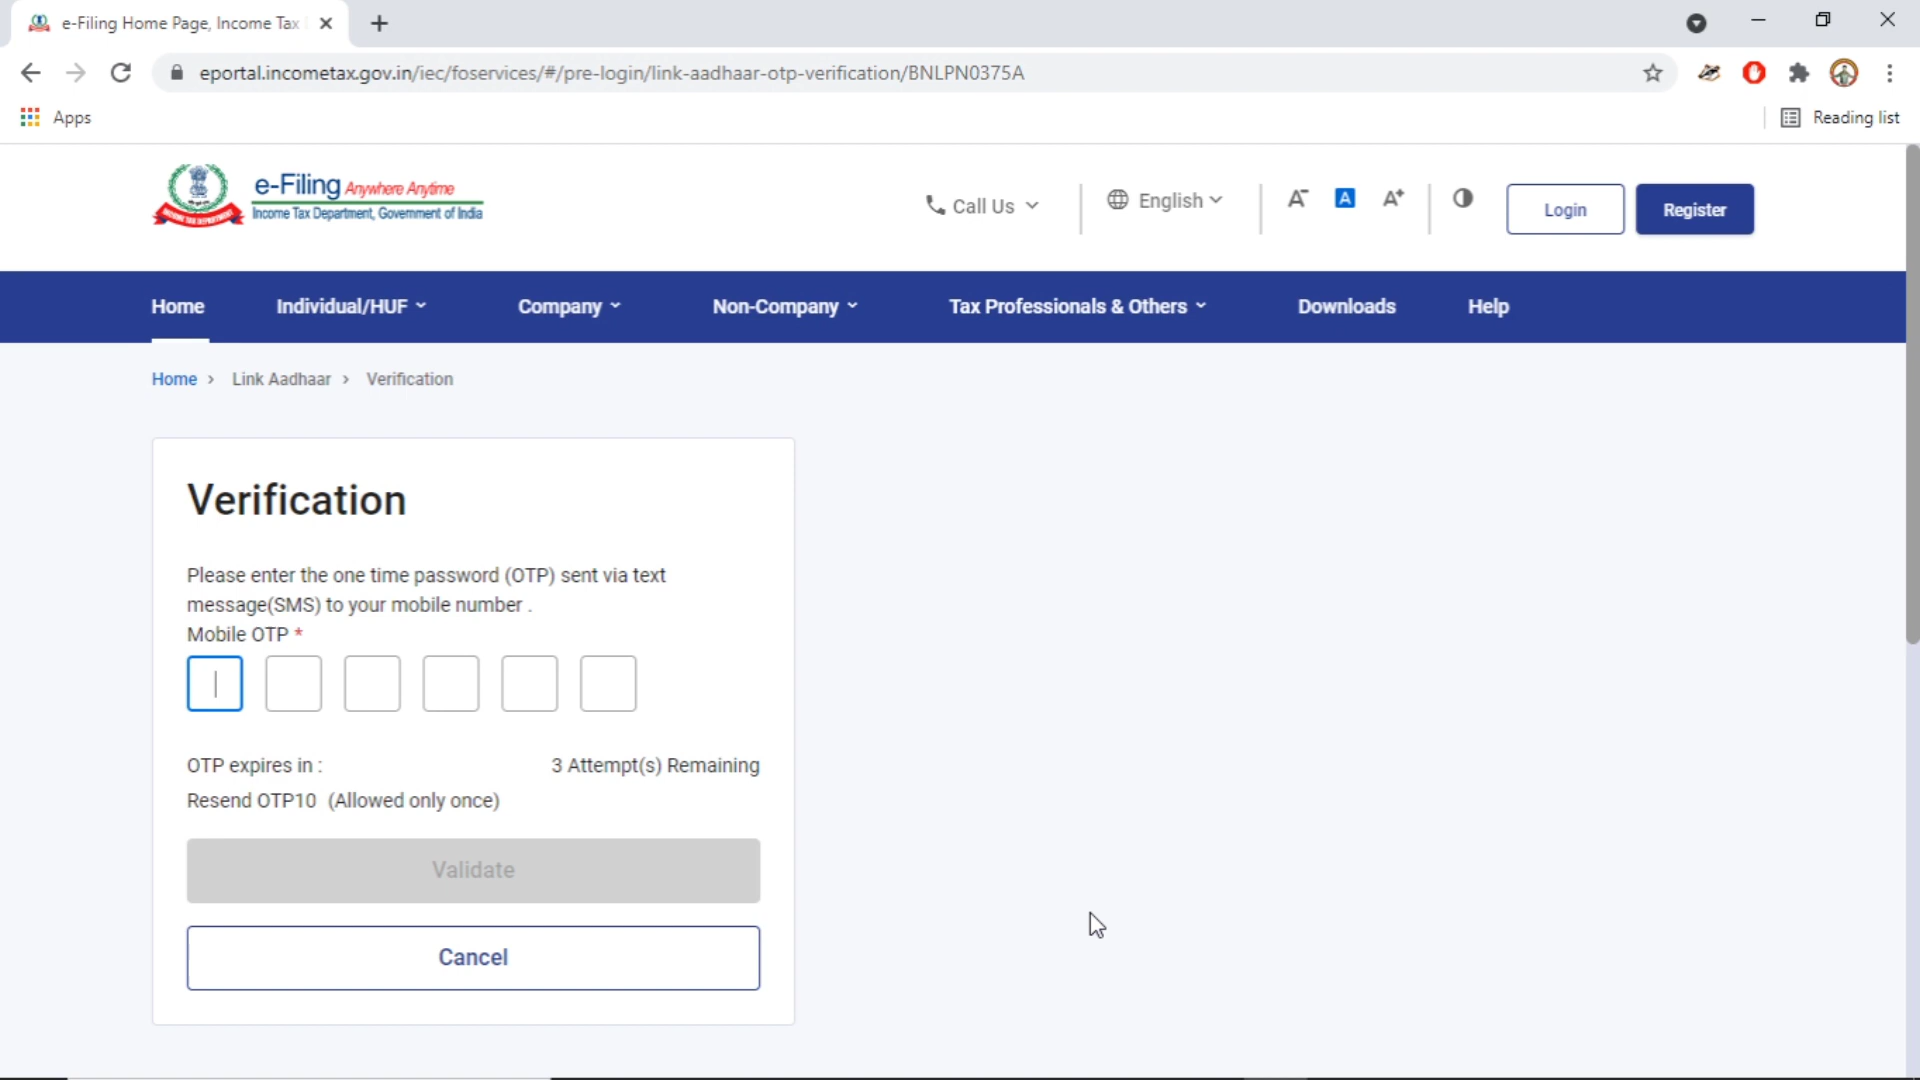 e-Filing Home Page, Income Tax
eportal.incometax.gov.in/iec/foservices/#/pre-login/link-aadhaar-otp-verification/BNLPN0375A
Apps
Reading list
e-Filing Anywhere Anytime
Income Tax Department, Government of India
INCOME TAX DEPARTMENT
Call Us
English
A-
A
A+
Login
Register
Home
Individual/HUF
Company
Non-Company
Tax Professionals & Others
Downloads
Help
Home > Link Aadhaar > Verification
Verification
Please enter the one time password (OTP) sent via text
message(SMS) to your mobile number .
Mobile OTP *
OTP expires in :
3 Attempt(s) Remaining
Resend OTP10 (Allowed only once)
Validate
Cancel